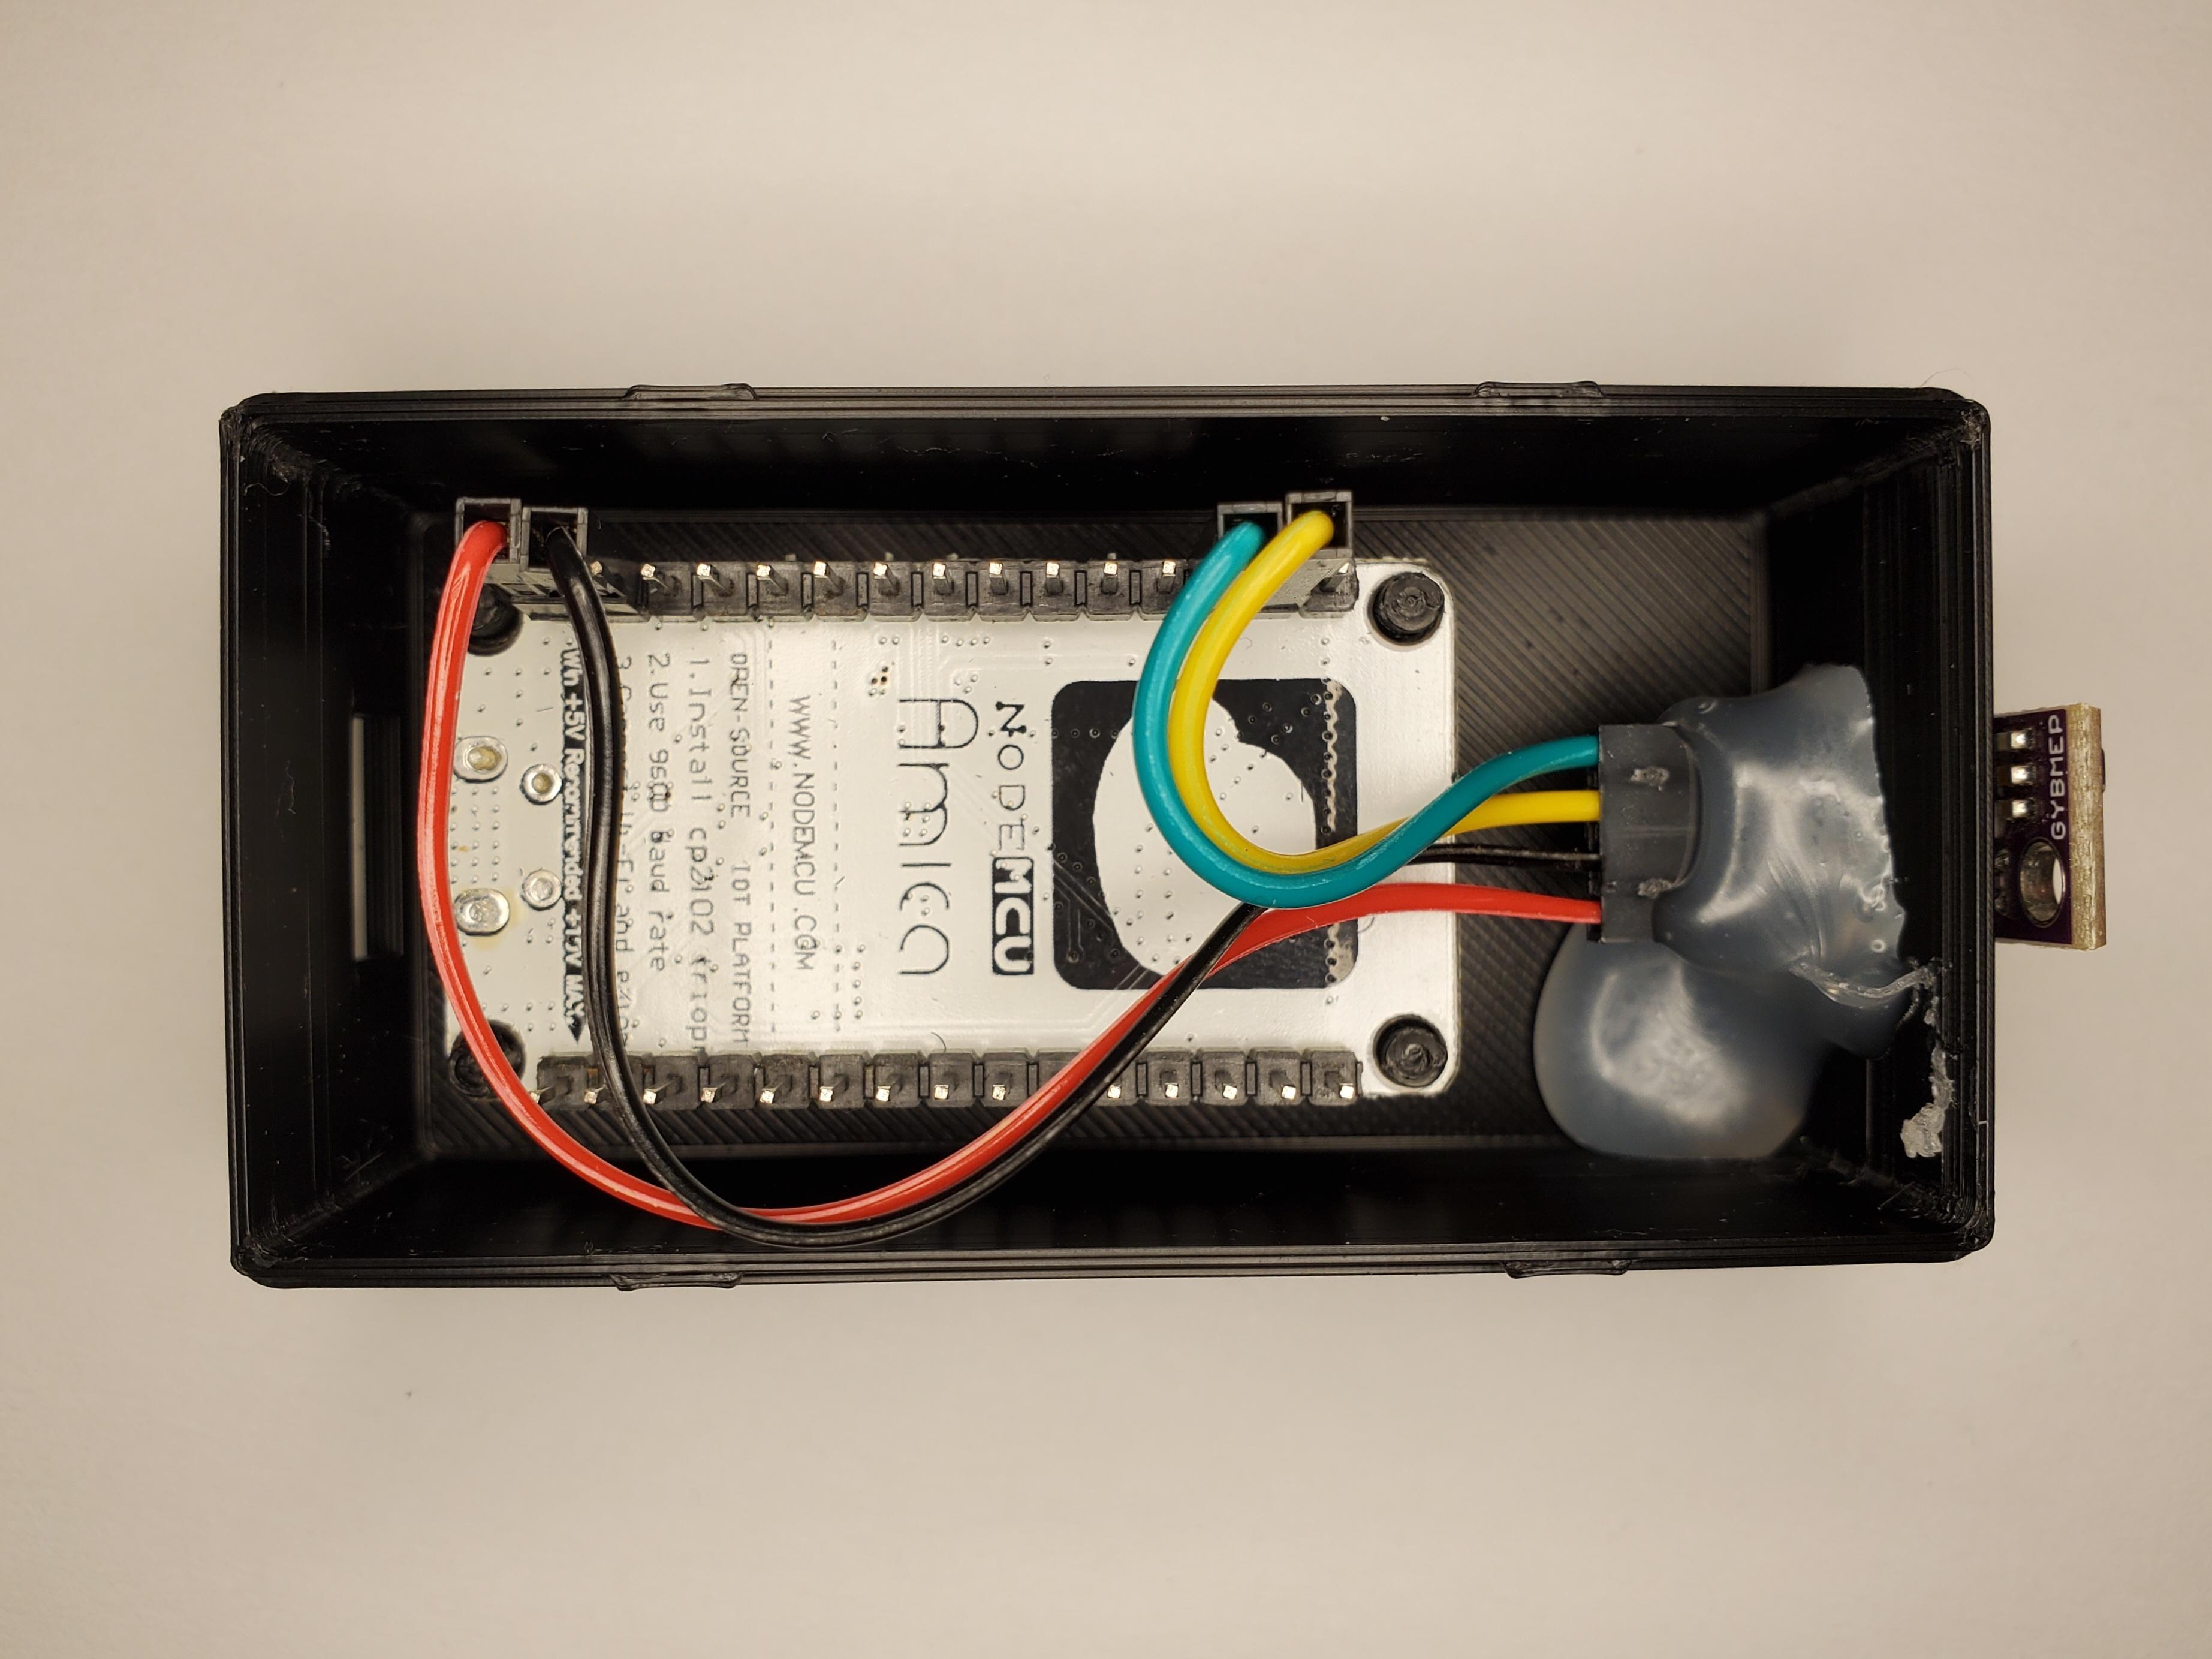 NODEMCU
Amica
WWW.NODEMCU.COM
OPEN-SOURCE IOT PLATFORM
1.Install cp2102
2.Use 9600 baud rate
+5V Recommended +12V MAX.
GYBMEP